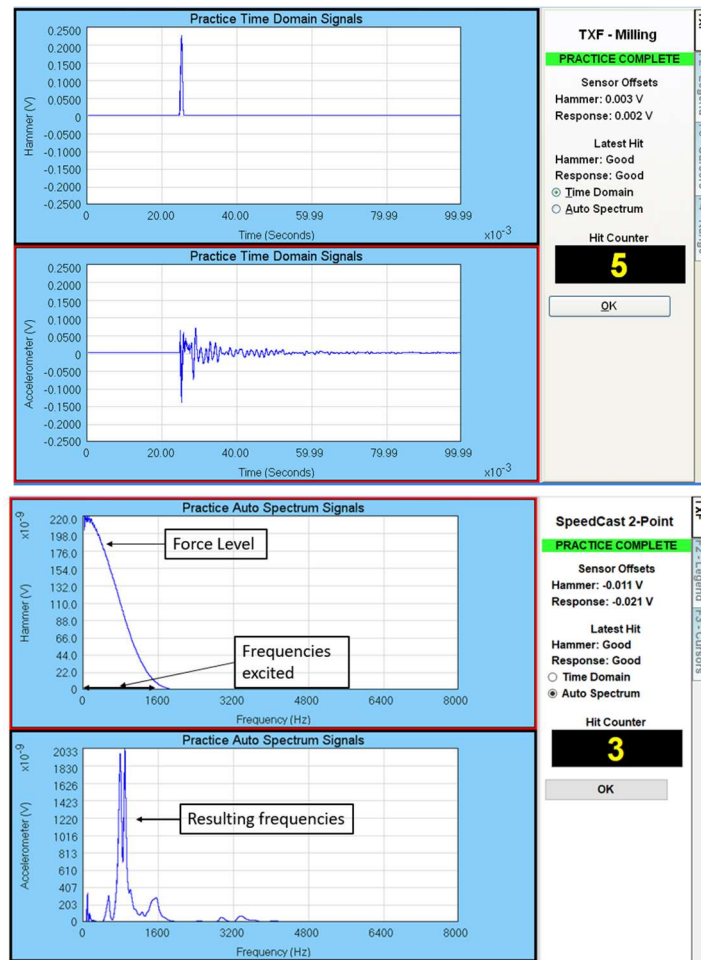 Practice Time Domain Signals
0.2500
0.2000
0.1500
0.1000
0.0500
0
-0.0500
-0.1000
-0.1500
-0.2000
-0.2500
Hammer (V)
0 20.00 40.00 59.99 79.99 99.99
Time (Seconds) x10-3
Practice Time Domain Signals
0.2500
0.2000
0.1500
0.1000
0.0500
0
-0.0500
-0.1000
-0.1500
-0.2000
-0.2500
Accelerometer (V)
0 20.00 40.00 59.99 79.99 99.99
Time (Seconds) x10-3
TXF - Milling
PRACTICE COMPLETE
Sensor Offsets
Hammer: 0.003 V
Response: 0.002 V
Latest Hit
Hammer: Good
Response: Good
Time Domain
Auto Spectrum
Hit Counter
5
OK
Practice Auto Spectrum Signals
x10-9
220.0
198.0
176.0
154.0
132.0
110.0
88.0
66.0
44.0
22.0
0
Hammer (V)
Force Level
Frequencies
excited
0 1600 3200 4800 6400 8000
Frequency (Hz)
Practice Auto Spectrum Signals
x10-9
2033
1830
1626
1423
1220
1016
813
610
407
203
0
Accelerometer (V)
Resulting frequencies
0 1600 3200 4800 6400 8000
Frequency (Hz)
SpeedCast 2-Point
PRACTICE COMPLETE
Sensor Offsets
Hammer: -0.011 V
Response: -0.021 V
Latest Hit
Hammer: Good
Response: Good
Time Domain
Auto Spectrum
Hit Counter
3
OK
TXF
F2 - Legend
F3 - Cursors